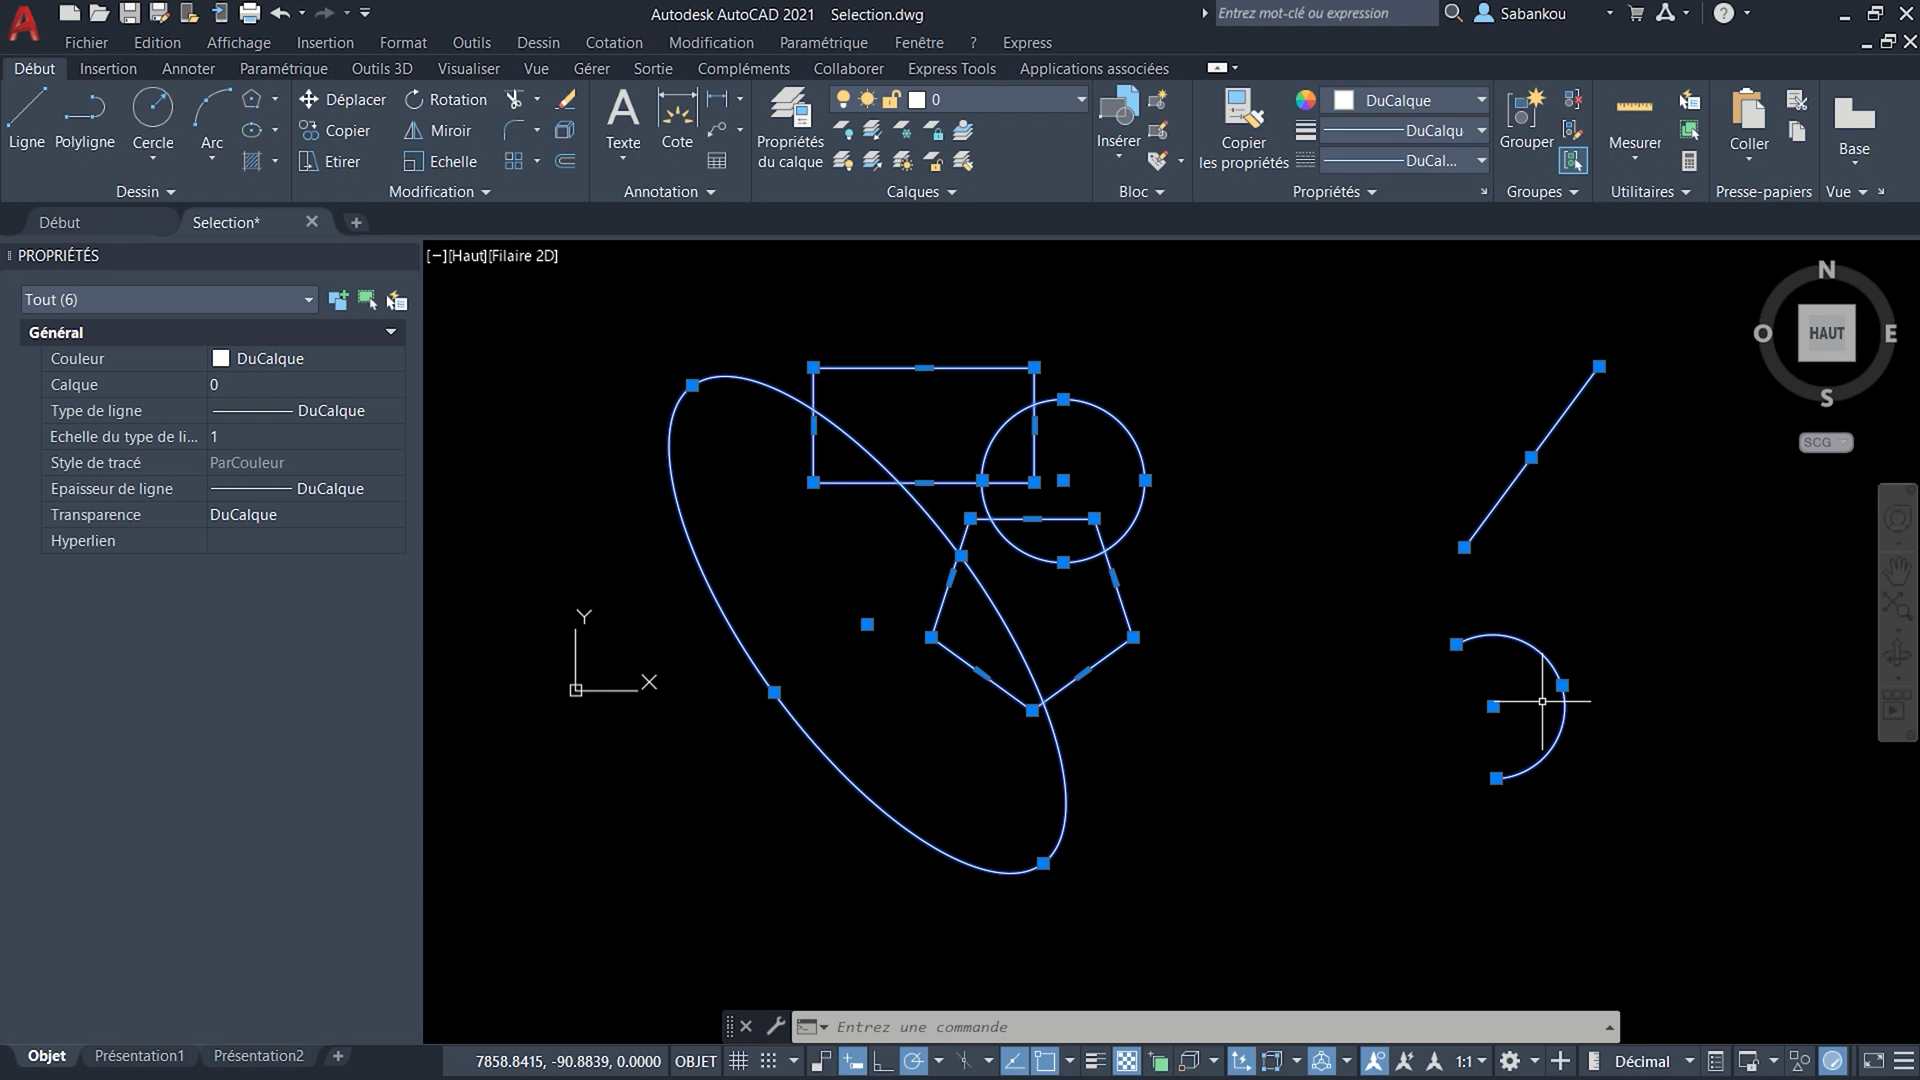 Autodesk AutoCAD 2021 Selection.dwg
Entrez mot-clé ou expression
Sabankou
Fichier Edition Affichage Insertion Format Outils Dessin Cotation Modification Paramétrique Fenêtre ? Express
Début Insertion Annoter Paramétrique Outils 3D Visualiser Vue Gérer Sortie Compléments Collaborer Express Tools Applications associées
Ligne Polyligne Cercle Arc
Déplacer Rotation
Copier Miroir
Etirer Echelle
Texte Cote
Propriétés
du calque
0
Insérer
Copier
les propriétés
DuCalque
DuCalqu
DuCal...
Grouper
Mesurer
Coller
Base
Dessin Modification Annotation Calques Bloc Propriétés Groupes Utilitaires Presse-papiers Vue
Début Selection*
PROPRIÉTÉS
Tout (6)
Général
Couleur DuCalque
Calque 0
Type de ligne DuCalque
Echelle du type de li... 1
Style de tracé ParCouleur
Epaisseur de ligne DuCalque
Transparence DuCalque
Hyperlien
[−][Haut][Filaire 2D]
N
O HAUT E
S
SCG
Y
X
Entrez une commande
Objet Présentation1 Présentation2 +
7858.8415, -90.8839, 0.0000 OBJET 1:1 Décimal